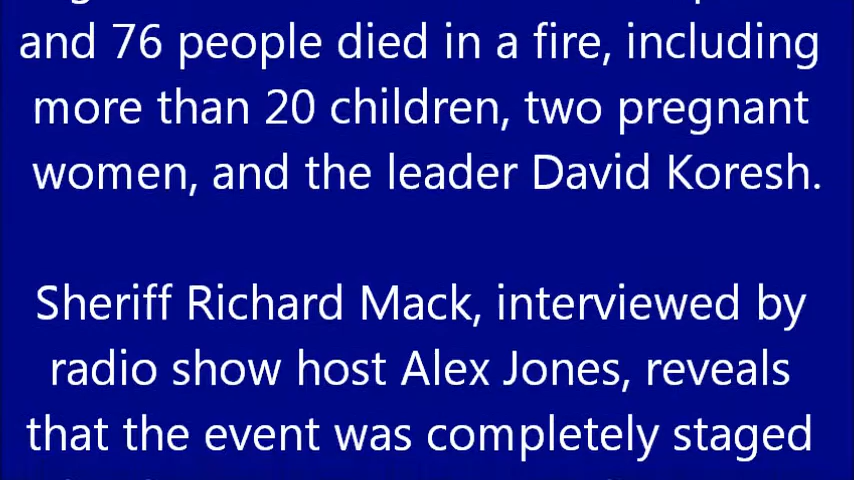 and 76 people died in a fire, including
more than 20 children, two pregnant
women, and the leader David Koresh.
Sheriff Richard Mack, interviewed by
radio show host Alex Jones, reveals
that the event was completely staged